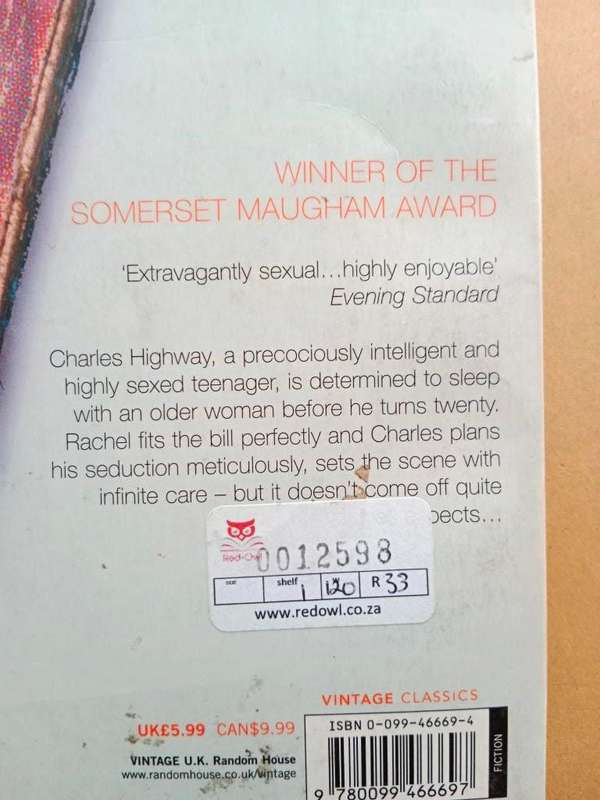 WINNER OF THE
SOMERSET MAUGHAM AWARD
'Extravagantly sexual...highly enjoyable'
Evening Standard
Charles Highway, a precociously intelligent and
highly sexed teenager, is determined to sleep
with an older woman before he turns twenty.
Rachel fits the bill perfectly and Charles plans
his seduction meticulously, sets the scene with
infinite care – but it doesn't come off quite
pects...
Red-Owl
0012598
shelf
R 33
www.redowl.co.za
VINTAGE CLASSICS
UK£5.99 CAN$9.99
ISBN 0-099-46669-4
VINTAGE U.K. Random House
www.randomhouse.co.uk/vintage
FICTION
9 780099 466697